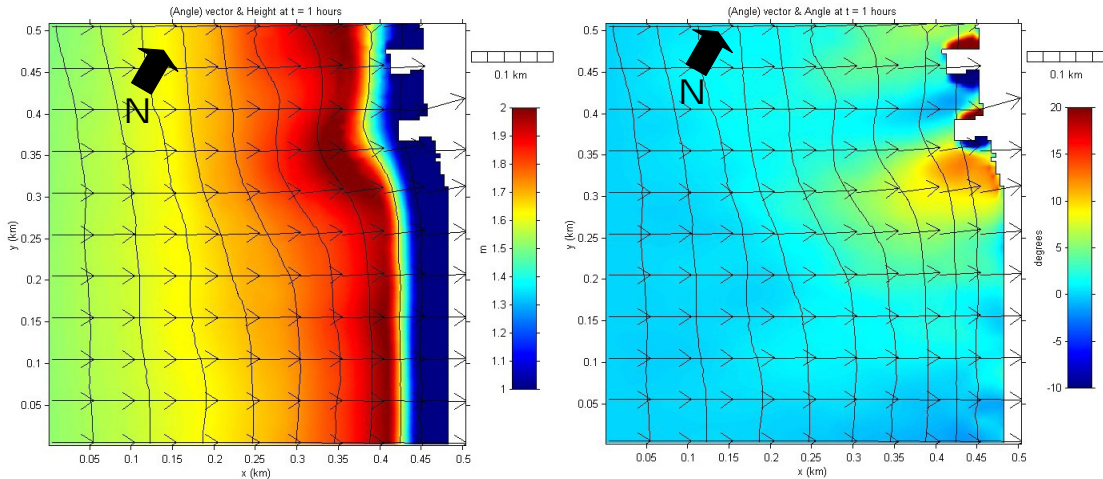 (Angle) vector & Height at t = 1 hours
0.5
0.45
0.4
0.35
0.3
0.25
0.2
0.15
0.1
0.05
y (km)
N
0.05 0.1 0.15 0.2 0.25 0.3 0.35 0.4 0.45 0.5
x (km)
0.1 km
2
1.9
1.8
1.7
1.6
1.5
1.4
1.3
1.2
1.1
1
m
(Angle) vector & Angle at t = 1 hours
0.5
0.45
0.4
0.35
0.3
0.25
0.2
0.15
0.1
0.05
y (km)
N
0.05 0.1 0.15 0.2 0.25 0.3 0.35 0.4 0.45 0.5
x (km)
0.1 km
20
15
10
5
0
-5
-10
degrees